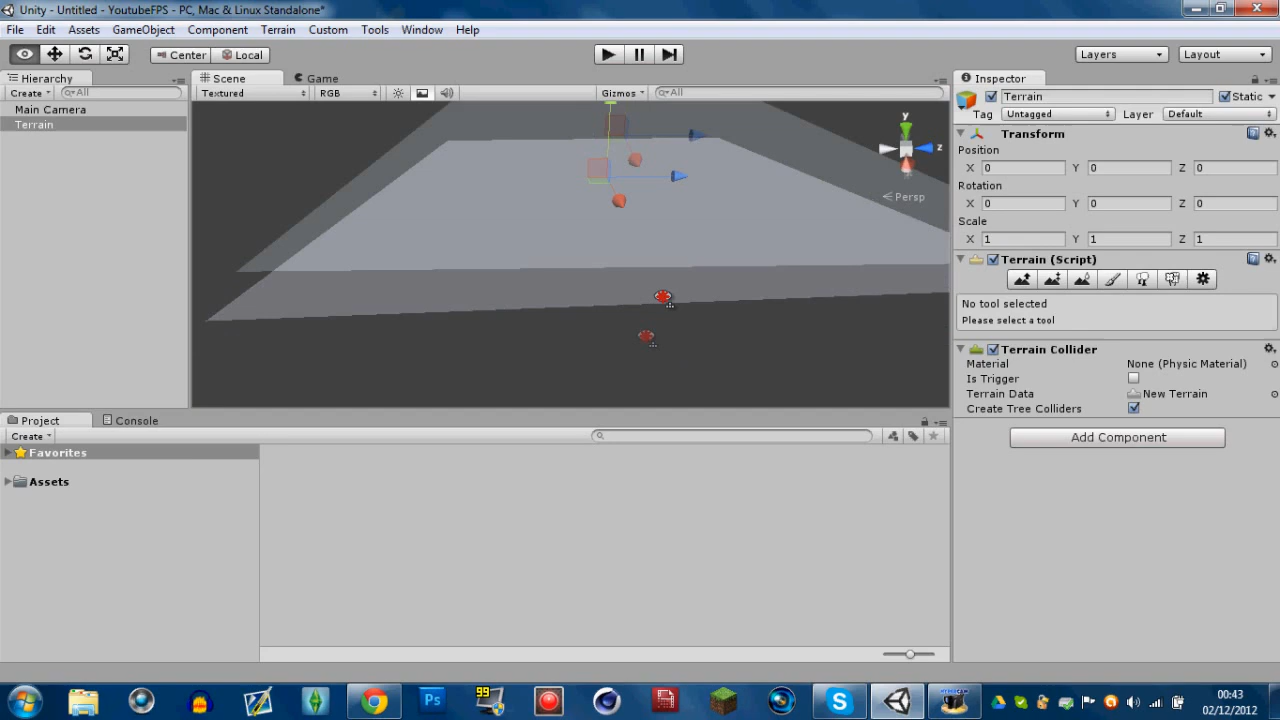 Unity - Untitled - YoutubeFPS - PC, Mac & Linux Standalone*
File Edit Assets GameObject Component Terrain Custom Tools Window Help
Center Local Layers Layout
Hierarchy
Create All
Main Camera
Terrain
Scene Game
Textured RGB Gizmos All
y
z
Persp
Inspector
Terrain Static
Tag Untagged Layer Default
Transform
Position
X 0 Y 0 Z 0
Rotation
X 0 Y 0 Z 0
Scale
X 1 Y 1 Z 1
Terrain (Script)
No tool selected
Please select a tool
Terrain Collider
Material None (Physic Material)
Is Trigger
Terrain Data New Terrain
Create Tree Colliders
Add Component
Project Console
Create
Favorites
Assets
Ps 99 S HYPERCAM
00:43
02/12/2012